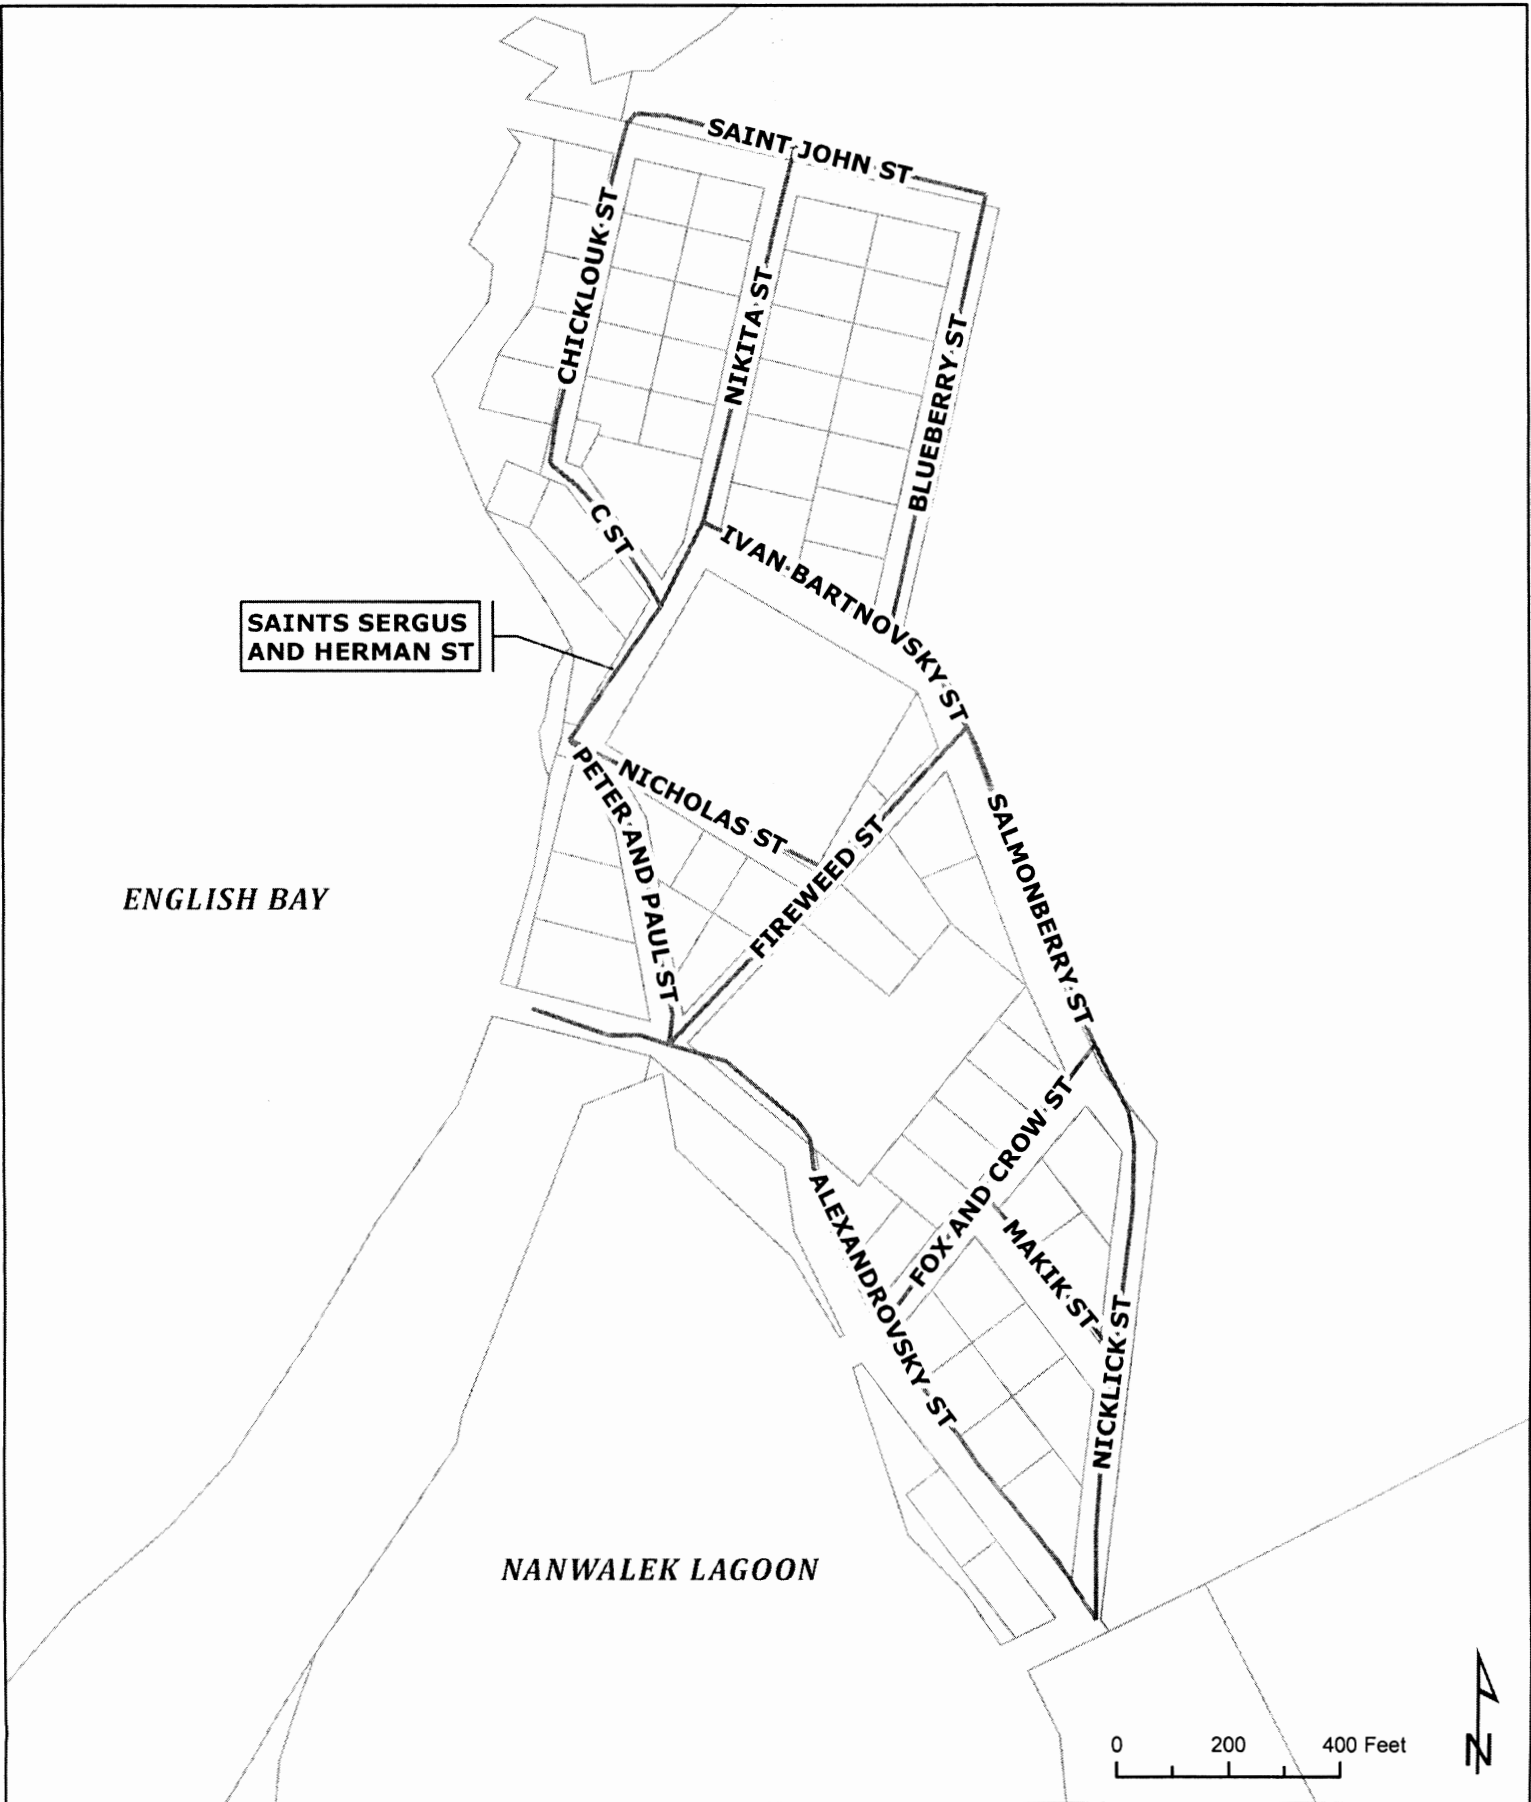 SAINT JOHN ST
CHICKLOUK ST
NIKITA ST
BLUEBERRY ST
C ST
IVAN BARTNOVSKY ST
SAINTS SERGUS
AND HERMAN ST
PETER AND PAUL ST
NICHOLAS ST
FIREWEED ST
SALMONBERRY ST
ENGLISH BAY
FOX AND CROW ST
ALEXANDROVSKY ST
MAKIK ST
NICKLICK ST
NANWALEK LAGOON
0 200 400 Feet
N